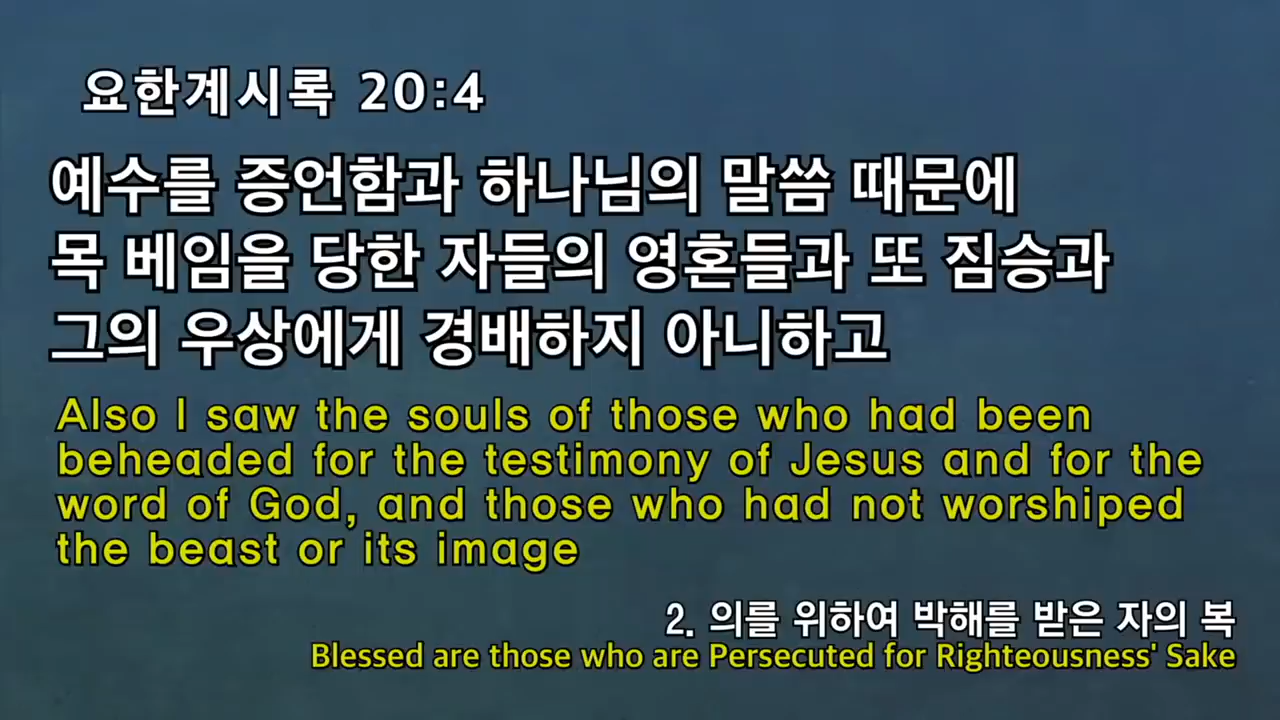 요한계시록 20:4
예수를 증언함과 하나님의 말씀 때문에
목 베임을 당한 자들의 영혼들과 또 짐승과
그의 우상에게 경배하지 아니하고
Also I saw the souls of those who had been
beheaded for the testimony of Jesus and for the
word of God, and those who had not worshiped
the beast or its image
2. 의를 위하여 박해를 받은 자의 복
Blessed are those who are Persecuted for Righteousness' Sake